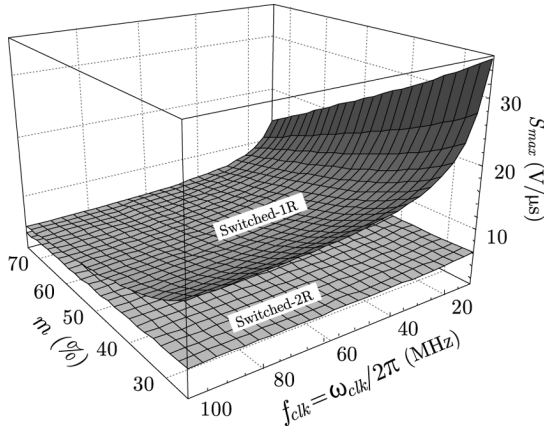 30
20
10
S_max (V/μs)
Switched-1R
Switched-2R
70
60
50
40
30
m (%)
100
80
60
40
20
f_clk=ω_clk/2π (MHz)